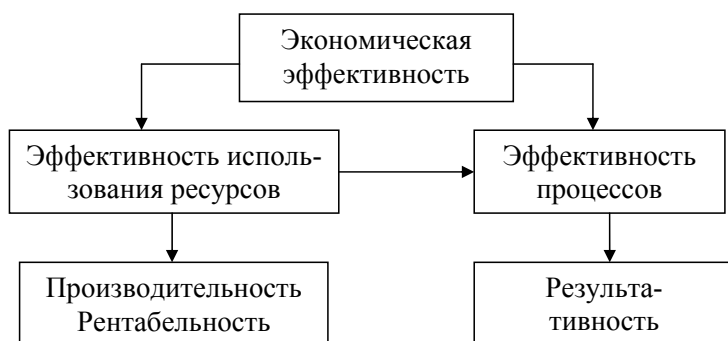 Экономическая
эффективность
Эффективность исполь-
зования ресурсов
Эффективность
процессов
Производительность
Рентабельность
Результа-
тивность